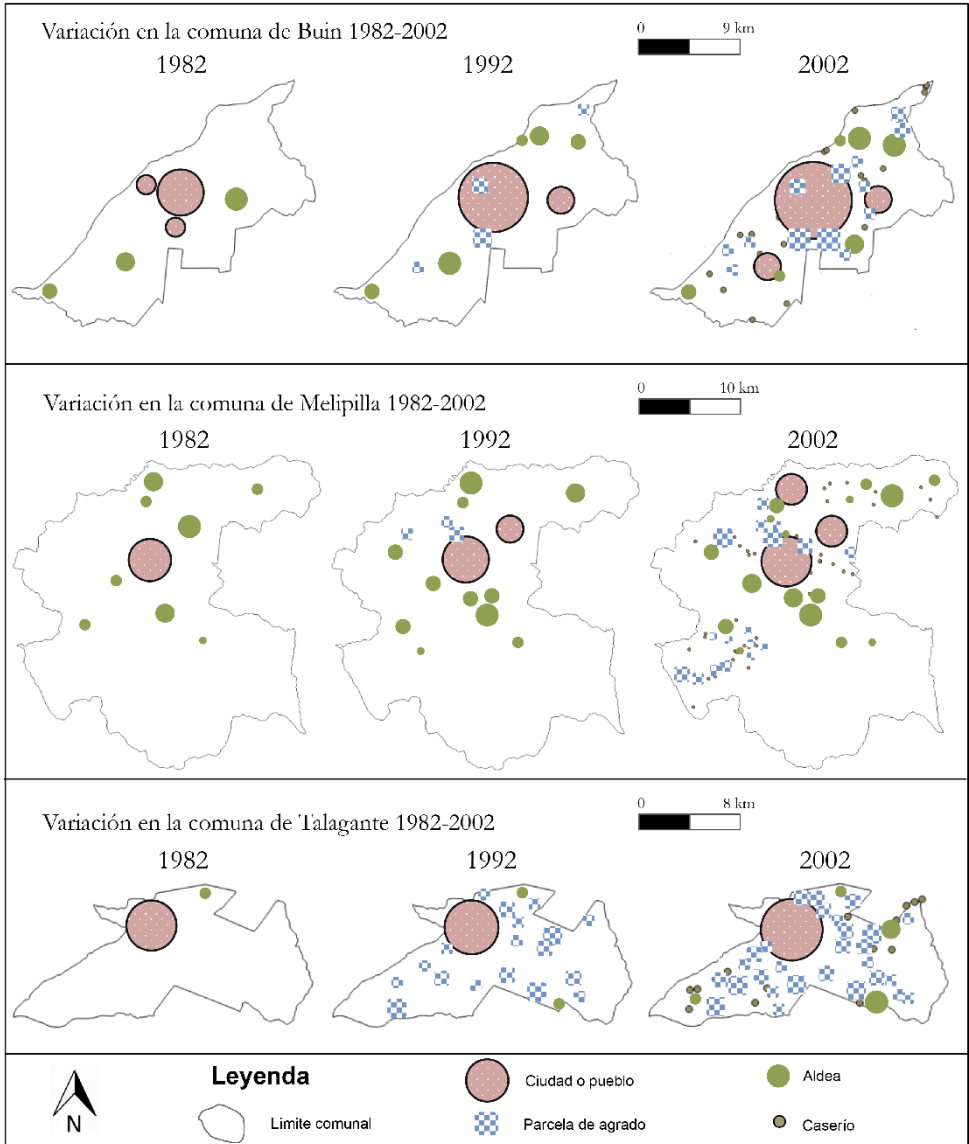 Variación en la comuna de Buin 1982-2002
0 9 km
1982 1992 2002
Variación en la comuna de Melipilla 1982-2002
0 10 km
1982 1992 2002
Variación en la comuna de Talagante 1982-2002
0 8 km
1982 1992 2002
Leyenda
Ciudad o pueblo
Aldea
N
Limite comunal
Parcela de agrado
Caserío